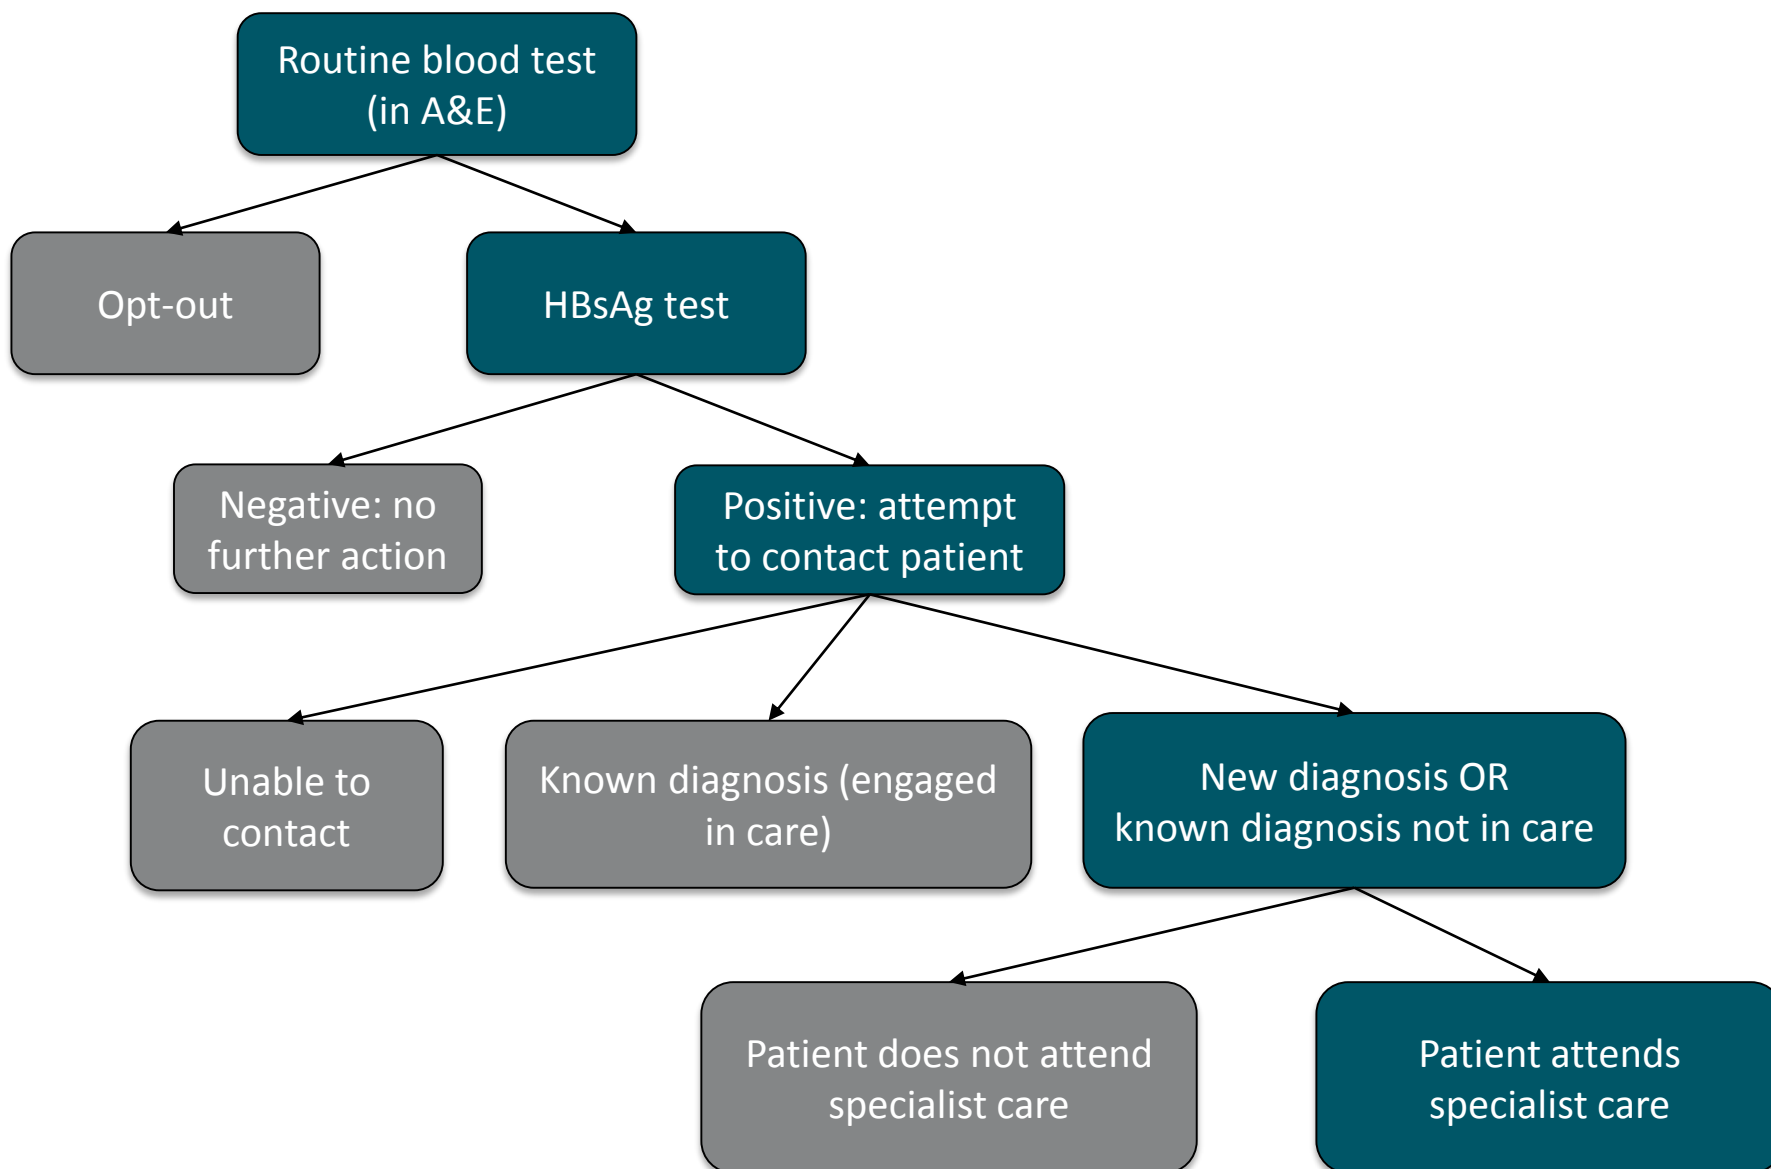 Routine blood test
(in A&E)
Opt-out
HBsAg test
Negative: no
further action
Positive: attempt
to contact patient
Unable to
contact
Known diagnosis (engaged
in care)
New diagnosis OR
known diagnosis not in care
Patient does not attend
specialist care
Patient attends
specialist care